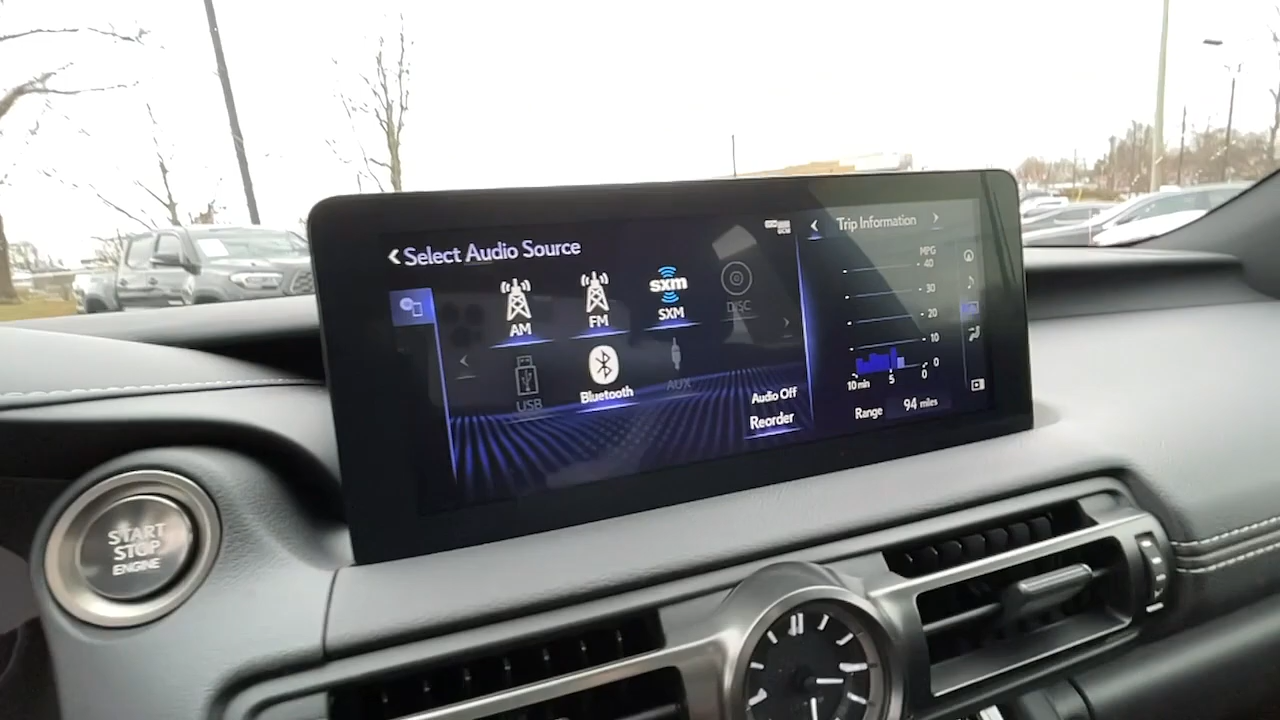 Select Audio Source
AM
FM
sxm
SXM
DISC
USB
Bluetooth
AUX
Audio Off
Reorder
Trip Information
MPG
40
30
20
10
0
10 min
5
0
Range
94 miles
START
STOP
ENGINE